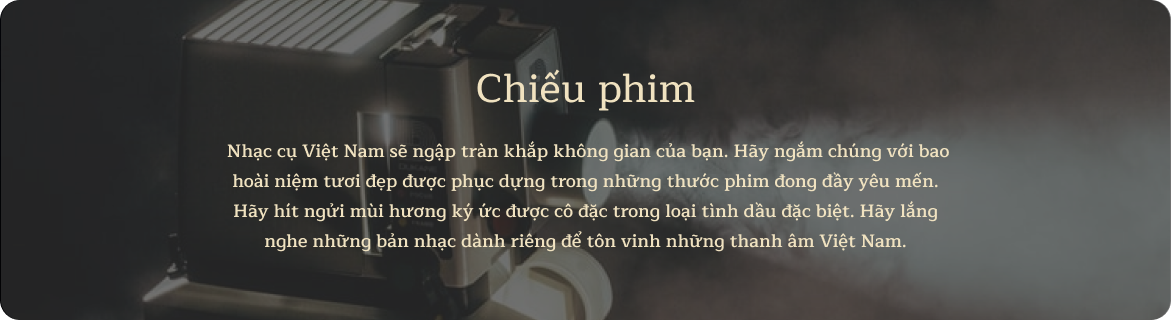 Chiếu phim
Nhạc cụ Việt Nam sẽ ngập tràn khắp không gian của bạn. Hãy ngắm chúng với bao
hoài niệm tươi đẹp được phục dựng trong những thước phim đong đầy yêu mến.
Hãy hít ngửi mùi hương ký ức được cô đặc trong loại tinh dầu đặc biệt. Hãy lắng
nghe những bản nhạc dành riêng để tôn vinh những thanh âm Việt Nam.